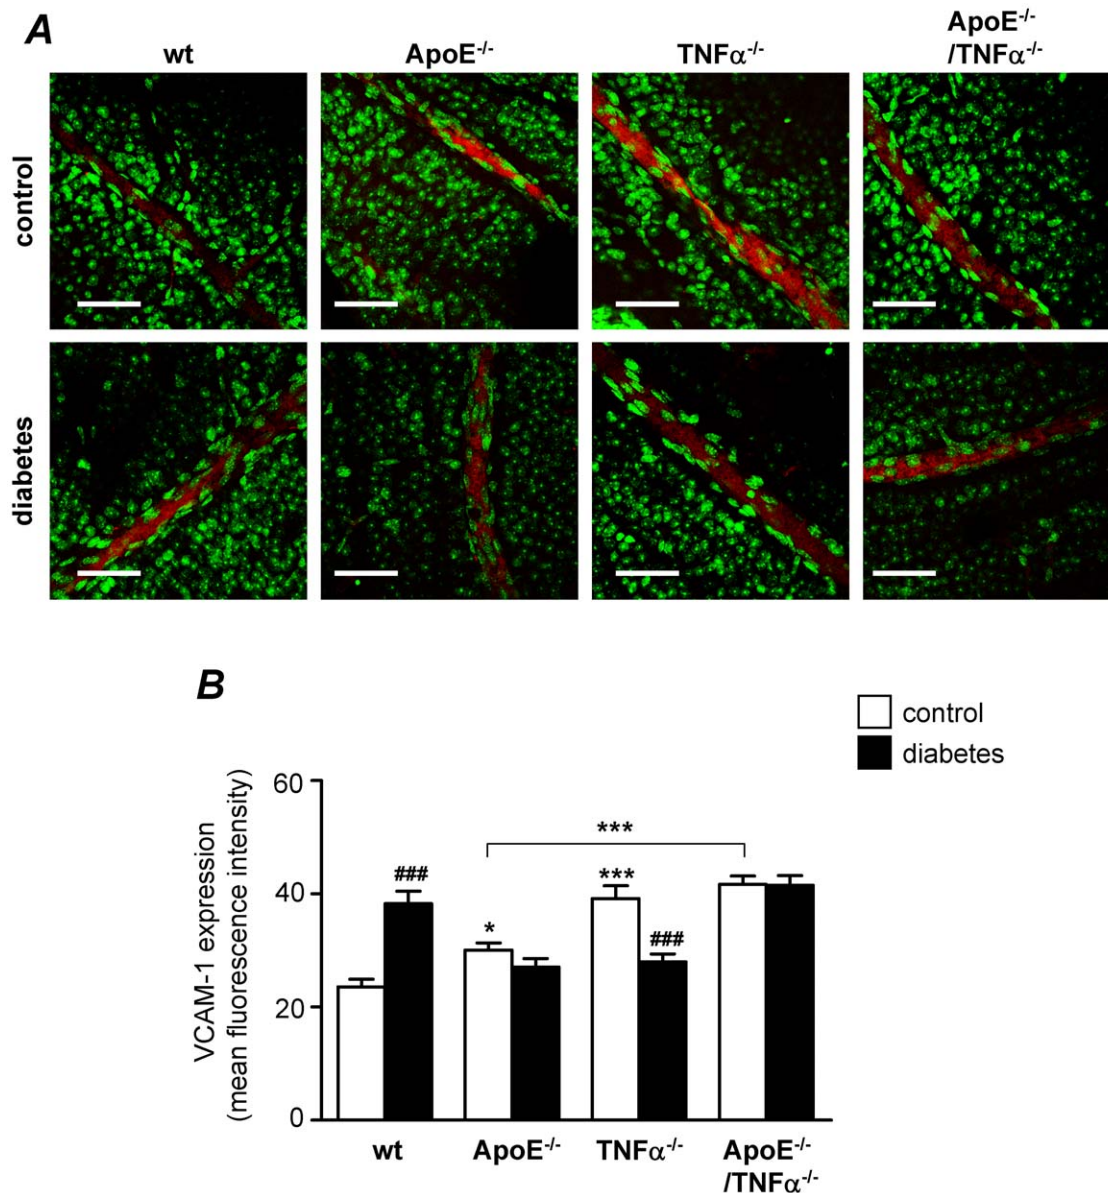 A
wt
ApoE-/-
TNFα-/-
ApoE-/-
/TNFα-/-
control
diabetes
B
control
diabetes
VCAM-1 expression
(mean fluorescence intensity)
60
40
20
0
###
*
***
###
***
wt
ApoE-/-
TNFα-/-
ApoE-/-
/TNFα-/-